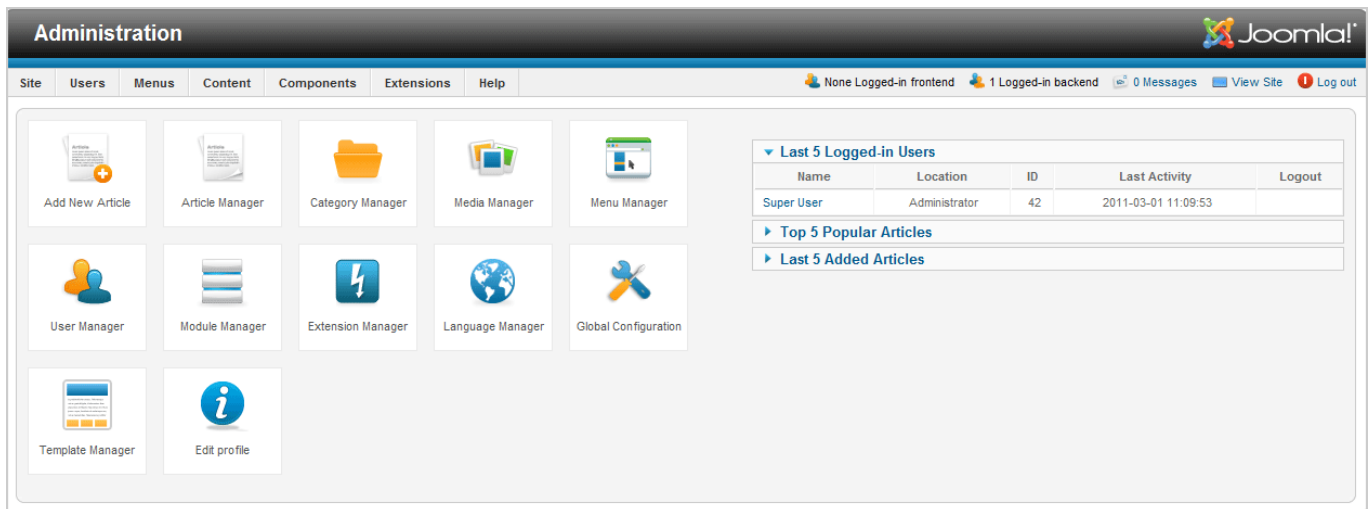 Administration
Joomla!
Site Users Menus Content Components Extensions Help
None Logged-in frontend 1 Logged-in backend 0 Messages View Site Log out
Add New Article Article Manager Category Manager Media Manager Menu Manager
User Manager Module Manager Extension Manager Language Manager Global Configuration
Template Manager Edit profile
Last 5 Logged-in Users
Name Location ID Last Activity Logout
Super User Administrator 42 2011-03-01 11:09:53
Top 5 Popular Articles
Last 5 Added Articles